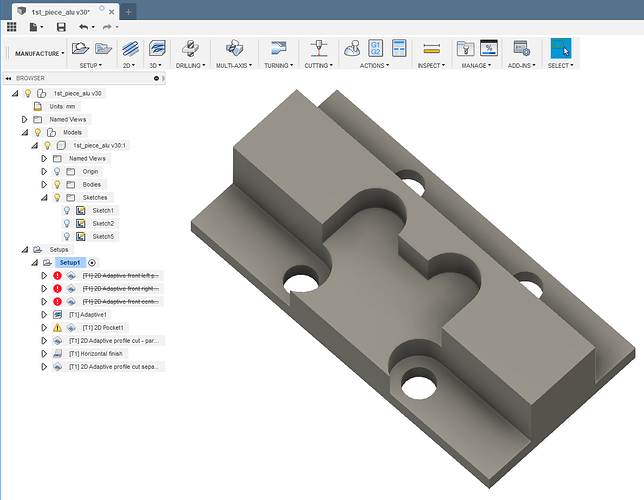 1st_piece_alu v30*
MANUFACTURE
SETUP
2D
3D
DRILLING
MULTI-AXIS
TURNING
CUTTING
G1
G2
ACTIONS
INSPECT
MANAGE
ADD-INS
SELECT
BROWSER
1st_piece_alu v30
Units: mm
Named Views
Models
1st_piece_alu v30:1
Named Views
Origin
Bodies
Sketches
Sketch1
Sketch2
Sketch5
Setups
Setup1
[T1] 2D Adaptive front left p...
[T1] 2D Adaptive front right ...
[T1] 2D Adaptive front cent...
[T1] Adaptive1
[T1] 2D Pocket1
[T1] 2D Adaptive profile cut - par...
[T1] Horizontal finish
[T1] 2D Adaptive profile cut sepa...